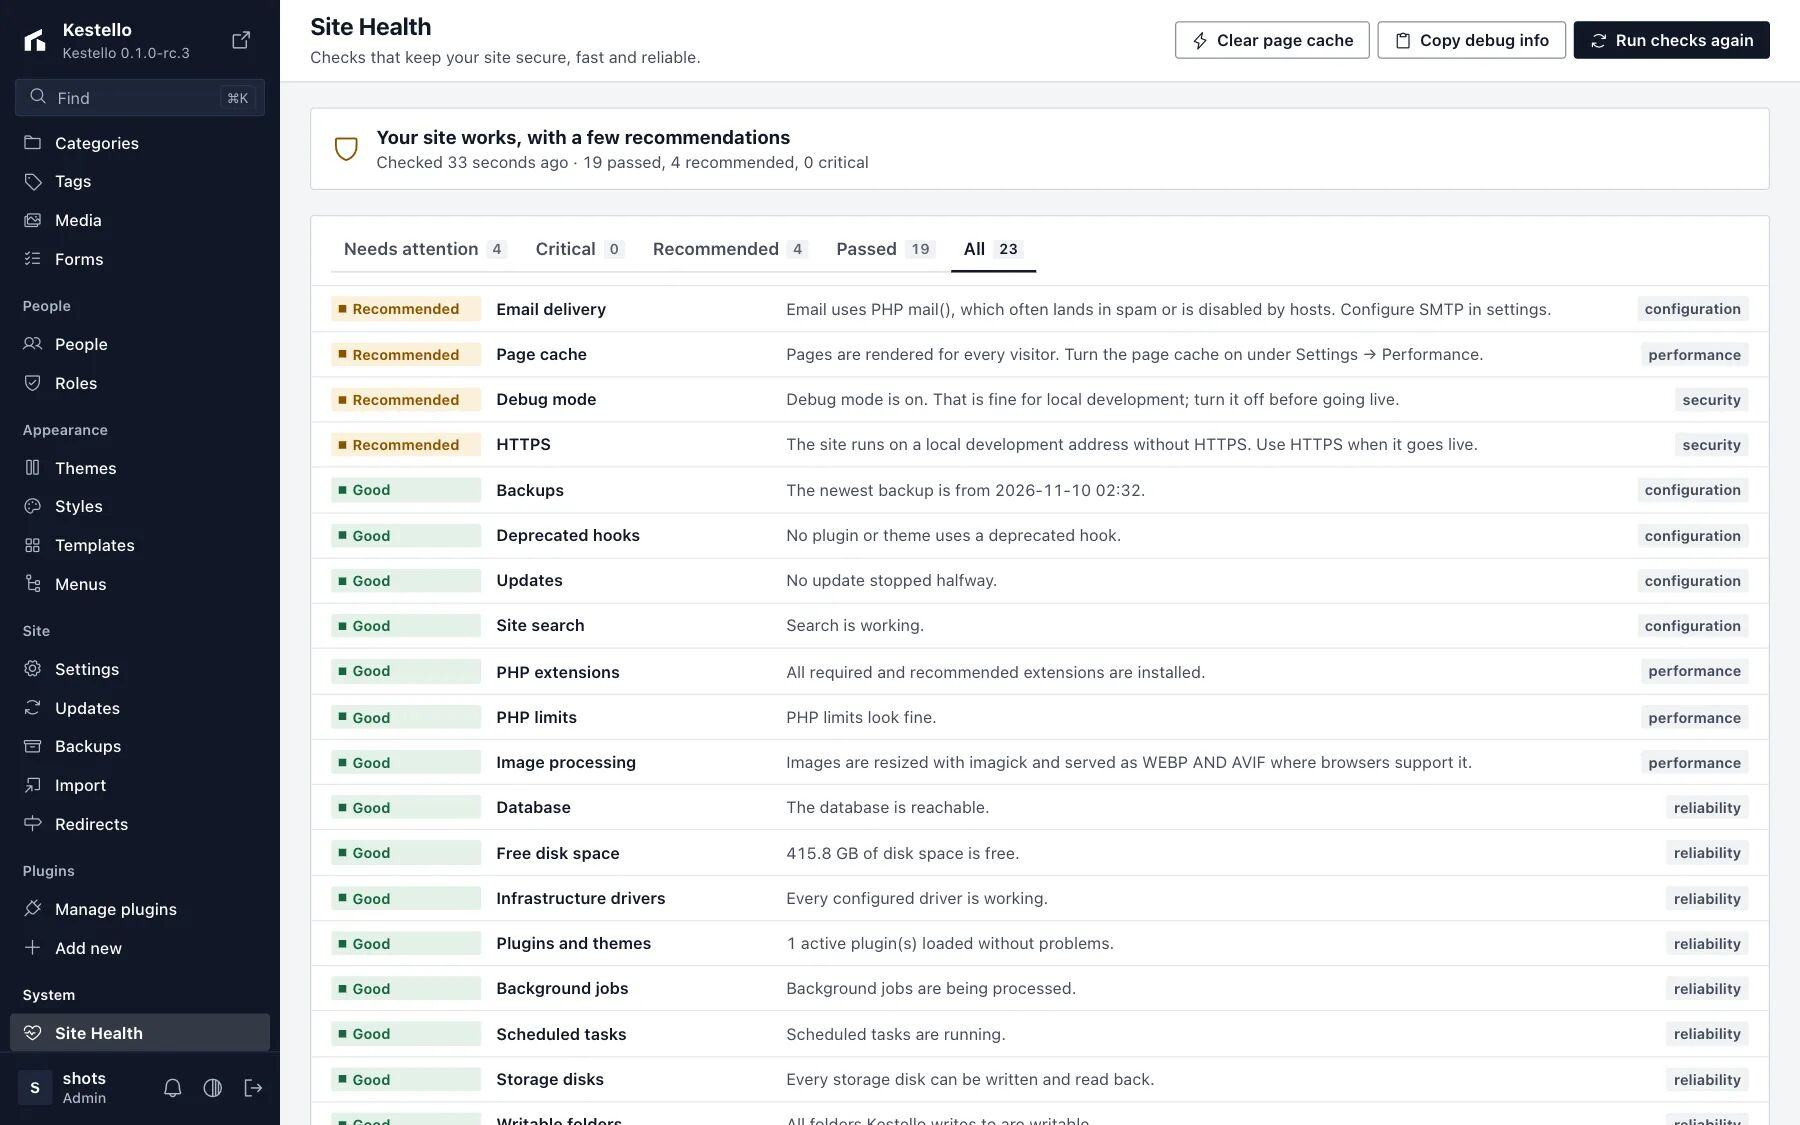 Kestello
Kestello 0.1.0-rc.3
Find ⌘K
Categories
Tags
Media
Forms
People
People
Roles
Appearance
Themes
Styles
Templates
Menus
Site
Settings
Updates
Backups
Import
Redirects
Plugins
Manage plugins
Add new
System
Site Health
S
shots
Admin
Site Health
Checks that keep your site secure, fast and reliable.
Clear page cache
Copy debug info
Run checks again
Your site works, with a few recommendations
Checked 33 seconds ago · 19 passed, 4 recommended, 0 critical
Needs attention 4 Critical 0 Recommended 4 Passed 19 All 23
Recommended Email delivery Email uses PHP mail(), which often lands in spam or is disabled by hosts. Configure SMTP in settings. configuration
Recommended Page cache Pages are rendered for every visitor. Turn the page cache on under Settings → Performance. performance
Recommended Debug mode Debug mode is on. That is fine for local development; turn it off before going live. security
Recommended HTTPS The site runs on a local development address without HTTPS. Use HTTPS when it goes live. security
Good Backups The newest backup is from 2026-11-10 02:32. configuration
Good Deprecated hooks No plugin or theme uses a deprecated hook. configuration
Good Updates No update stopped halfway. configuration
Good Site search Search is working. configuration
Good PHP extensions All required and recommended extensions are installed. performance
Good PHP limits PHP limits look fine. performance
Good Image processing Images are resized with imagick and served as WEBP AND AVIF where browsers support it. performance
Good Database The database is reachable. reliability
Good Free disk space 415.8 GB of disk space is free. reliability
Good Infrastructure drivers Every configured driver is working. reliability
Good Plugins and themes 1 active plugin(s) loaded without problems. reliability
Good Background jobs Background jobs are being processed. reliability
Good Scheduled tasks Scheduled tasks are running. reliability
Good Storage disks Every storage disk can be written and read back. reliability
Good Writable folders All folders Kestello writes to are writable. reliability